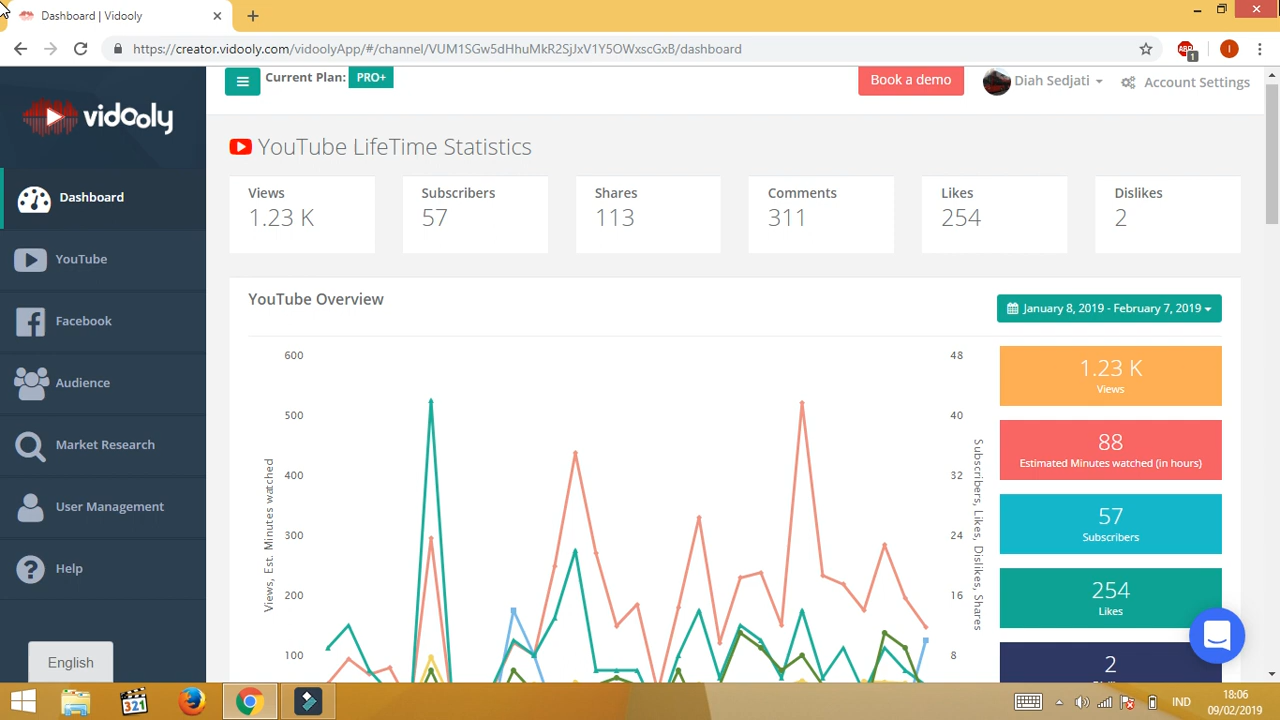 Dashboard | Vidooly
https://creator.vidooly.com/vidoolyApp/#/channel/VUM1SGw5dHhuMkR2SjJxV1Y5OWxscGxB/dashboard
ABP
1
I
vidooly
Current Plan: PRO+
Book a demo
Diah Sedjati
Account Settings
YouTube LifeTime Statistics
Views
1.23 K
Subscribers
57
Shares
113
Comments
311
Likes
254
Dislikes
2
Dashboard
YouTube
Facebook
Audience
Market Research
User Management
Help
English
YouTube Overview
January 8, 2019 - February 7, 2019
600
500
400
300
200
100
Views, Est. Minutes watched
48
40
32
24
16
8
Subscribers, Likes, Dislikes, Shares
1.23 K
Views
88
Estimated Minutes watched (in hours)
57
Subscribers
254
Likes
2
321
IND
18:06
09/02/2019